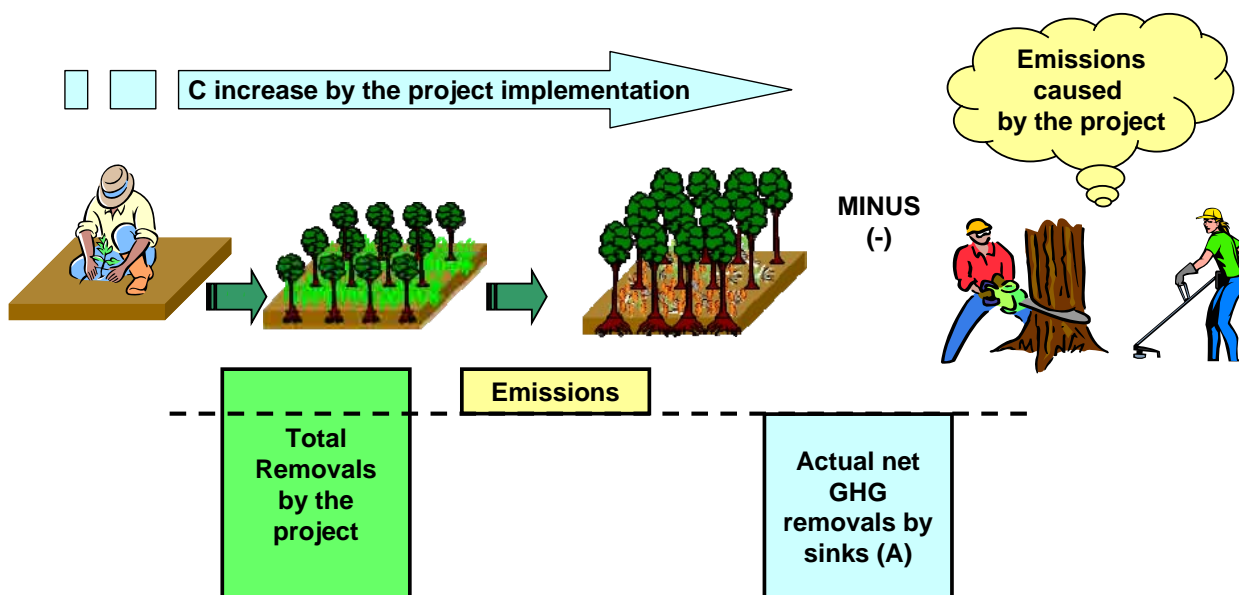 C increase by the project implementation
Emissions
caused
by the project
MINUS
(-)
Emissions
Total
Removals
by the
project
Actual net
GHG
removals by
sinks (A)